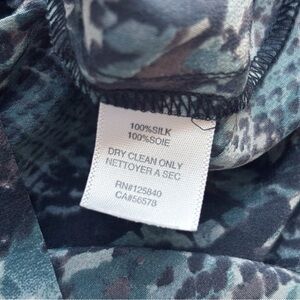 100%SILK
100%SOIE
DRY CLEAN ONLY
NETTOYER A SEC
RN#125840
CA#56578